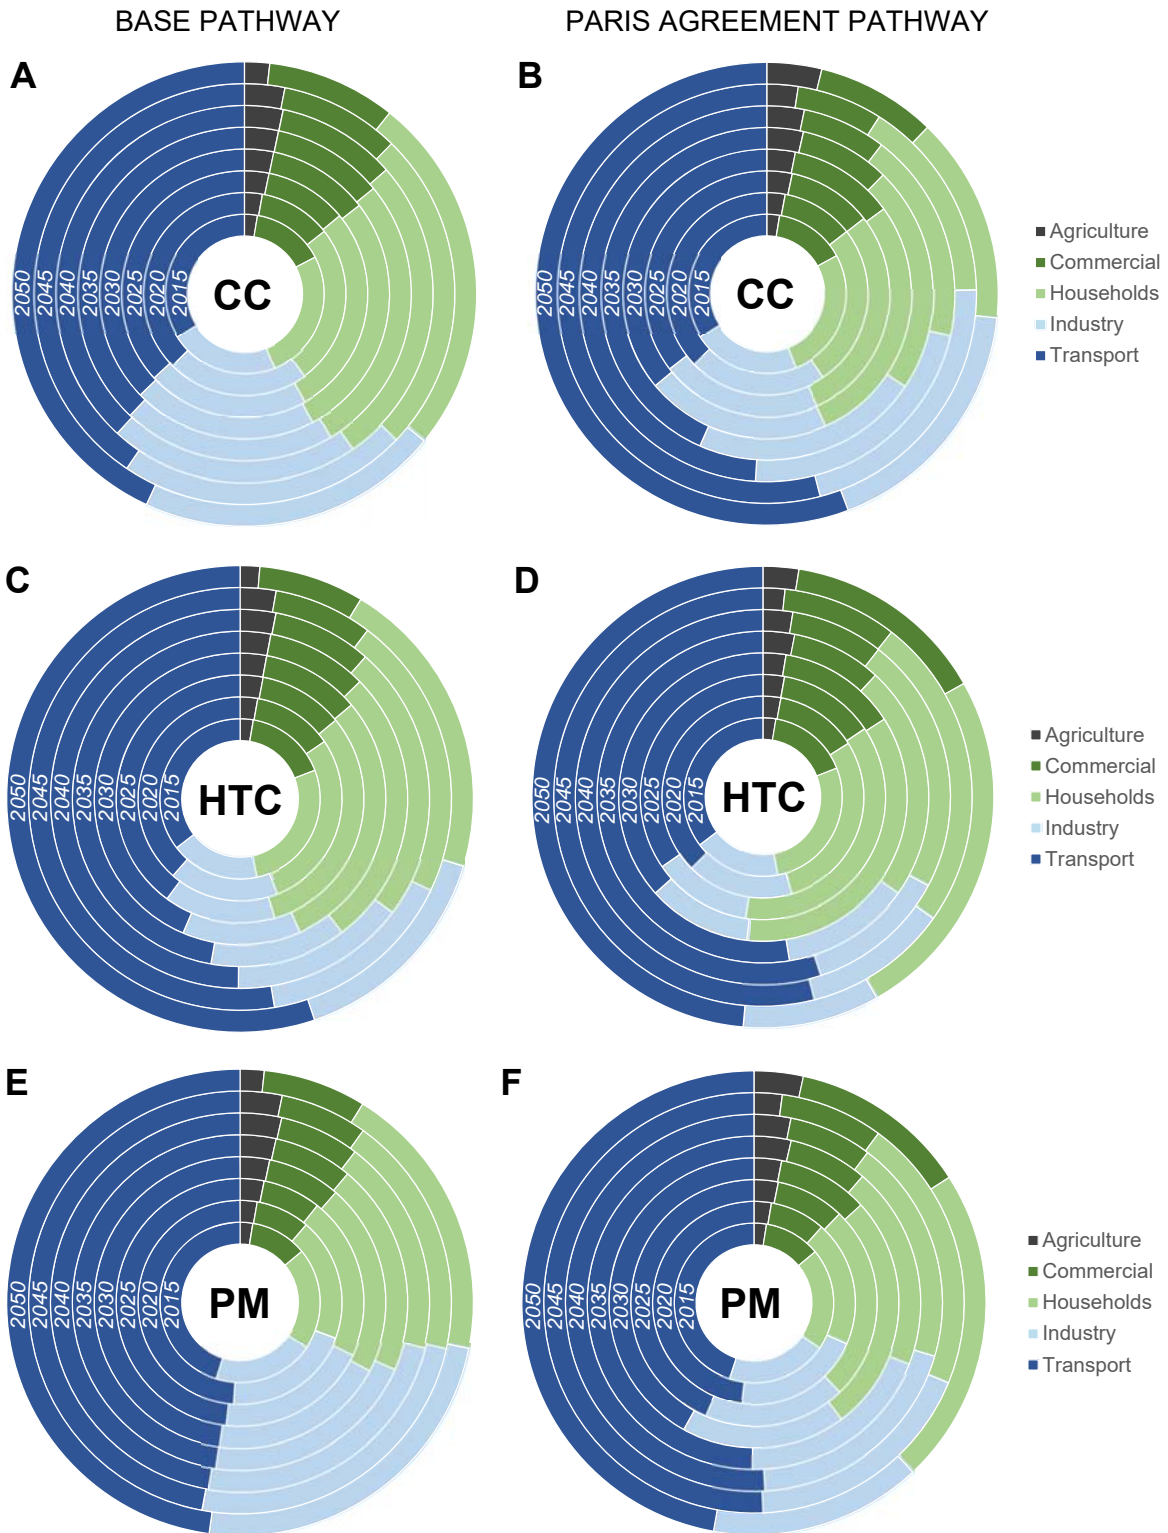 BASE PATHWAY
PARIS AGREEMENT PATHWAY
A
2050
2045
2040
2035
2030
2025
2020
2015
CC
B
2050
2045
2040
2035
2030
2025
2020
2015
CC
Agriculture
Commercial
Households
Industry
Transport
C
2050
2045
2040
2035
2030
2025
2020
2015
HTC
D
2050
2045
2040
2035
2030
2025
2020
2015
HTC
Agriculture
Commercial
Households
Industry
Transport
E
2050
2045
2040
2035
2030
2025
2020
2015
PM
F
2050
2045
2040
2035
2030
2025
2020
2015
PM
Agriculture
Commercial
Households
Industry
Transport